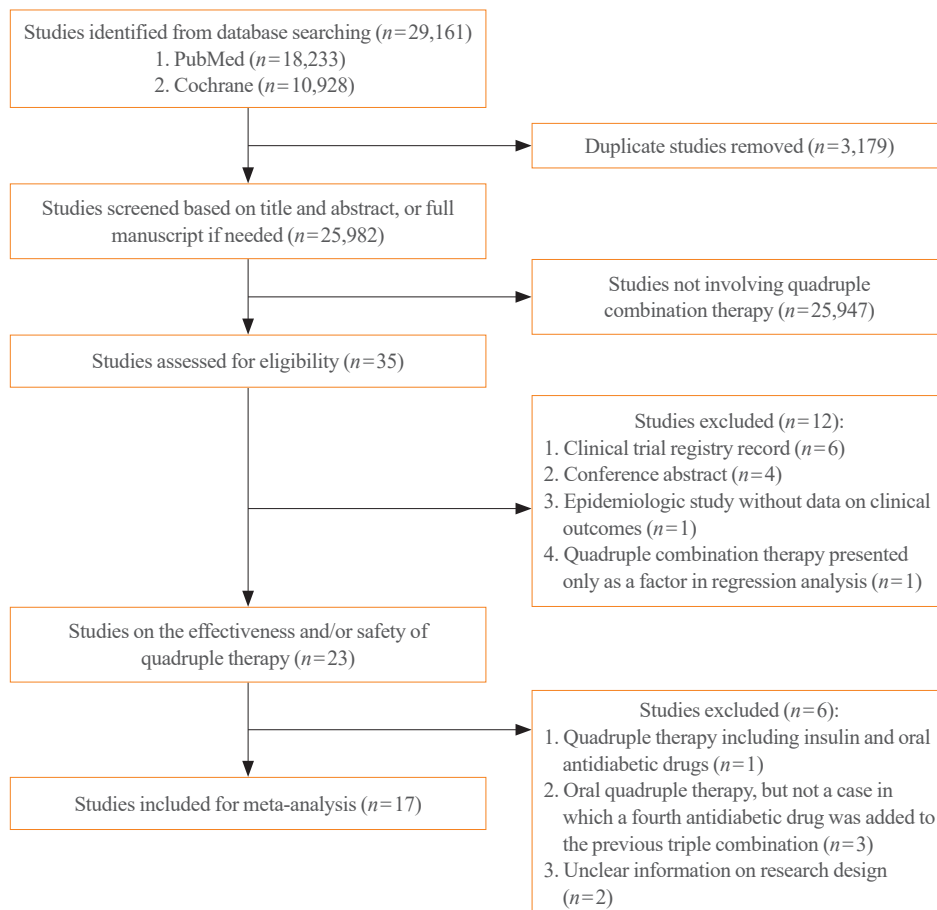 Studies identified from database searching (n=29,161)
1. PubMed (n=18,233)
2. Cochrane (n=10,928)
Duplicate studies removed (n=3,179)
Studies screened based on title and abstract, or full
manuscript if needed (n=25,982)
Studies not involving quadruple
combination therapy (n=25,947)
Studies assessed for eligibility (n=35)
Studies excluded (n=12):
1. Clinical trial registry record (n=6)
2. Conference abstract (n=4)
3. Epidemiologic study without data on clinical
outcomes (n=1)
4. Quadruple combination therapy presented
only as a factor in regression analysis (n=1)
Studies on the effectiveness and/or safety of
quadruple therapy (n=23)
Studies excluded (n=6):
1. Quadruple therapy including insulin and oral
antidiabetic drugs (n=1)
2. Oral quadruple therapy, but not a case in
which a fourth antidiabetic drug was added to
the previous triple combination (n=3)
3. Unclear information on research design
(n=2)
Studies included for meta-analysis (n=17)